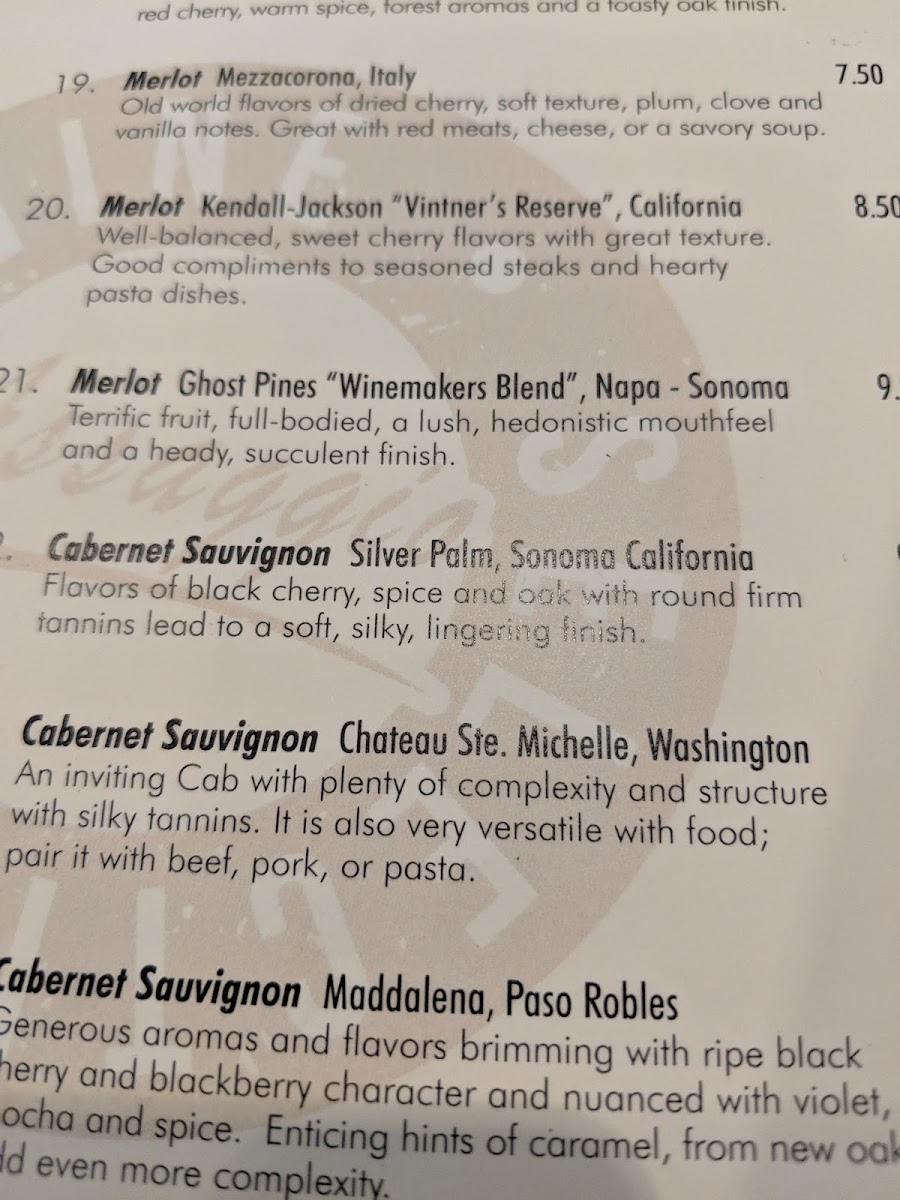 red cherry, warm spice, forest aromas and a toasty oak finish.
19. Merlot Mezzacorona, Italy 7.50
Old world flavors of dried cherry, soft texture, plum, clove and
vanilla notes. Great with red meats, cheese, or a savory soup.
20. Merlot Kendall-Jackson "Vintner's Reserve", California 8.50
Well-balanced, sweet cherry flavors with great texture.
Good compliments to seasoned steaks and hearty
pasta dishes.
21. Merlot Ghost Pines "Winemakers Blend", Napa - Sonoma 9.
Terrific fruit, full-bodied, a lush, hedonistic mouthfeel
and a heady, succulent finish.
Cabernet Sauvignon Silver Palm, Sonoma California
Flavors of black cherry, spice and oak with round firm
tannins lead to a soft, silky, lingering finish.
Cabernet Sauvignon Chateau Ste. Michelle, Washington
An inviting Cab with plenty of complexity and structure
with silky tannins. It is also very versatile with food;
pair it with beef, pork, or pasta.
Cabernet Sauvignon Maddalena, Paso Robles
Generous aromas and flavors brimming with ripe black
herry and blackberry character and nuanced with violet,
ocha and spice. Enticing hints of caramel, from new oak
dd even more complexity.